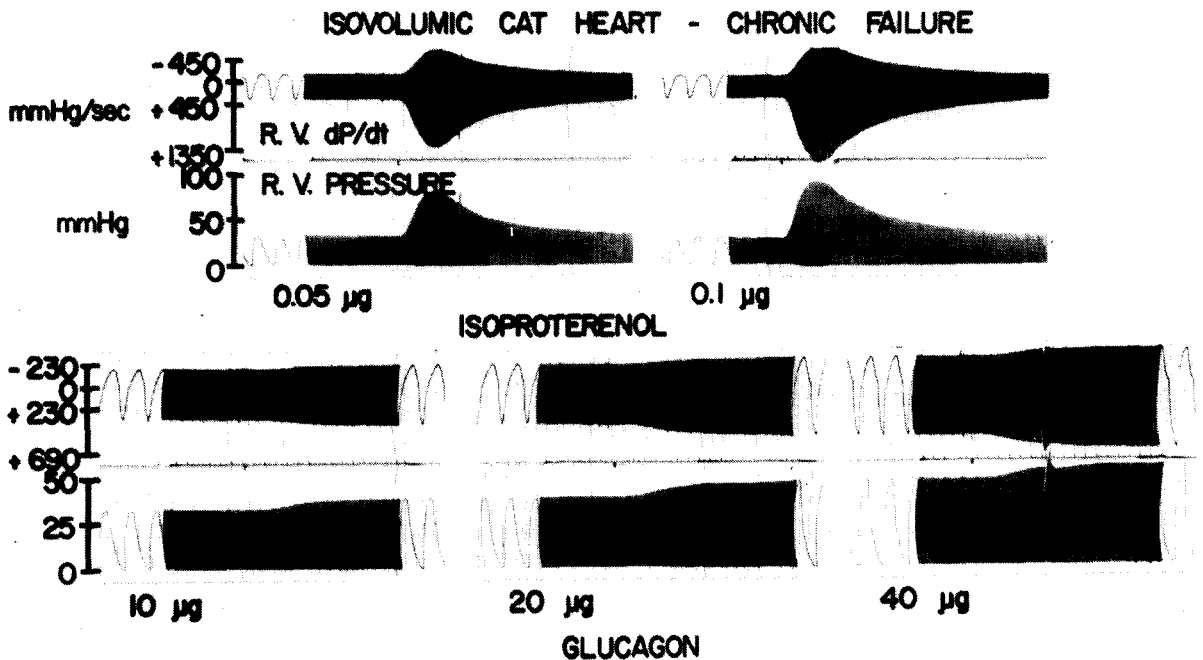 ISOVOLUMIC CAT HEART - CHRONIC FAILURE
- 450
0
mmHg/sec
+ 450
R. V. dP/dt
+1350
100
R. V. PRESSURE
mmHg
50
0
0.05 µg
0.1 µg
ISOPROTERENOL
- 230
0
+ 230
+ 690
50
25
0
10 µg
20 µg
40 µg
GLUCAGON